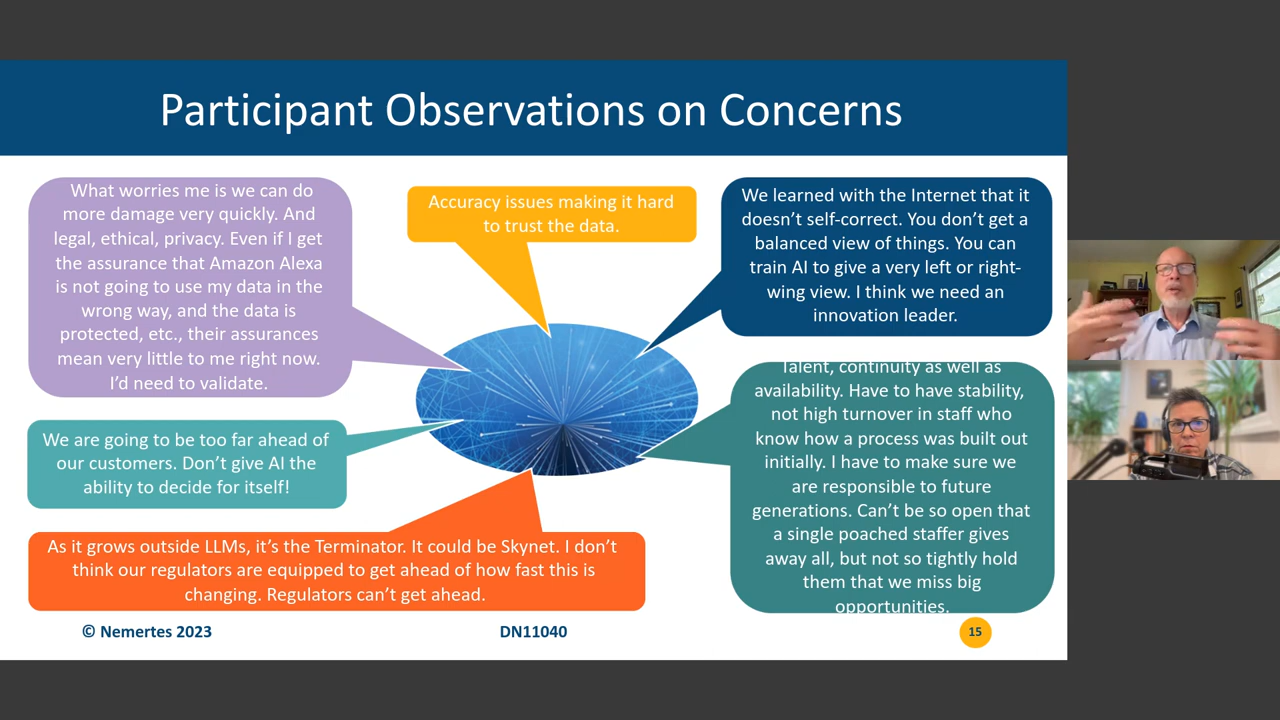 Participant Observations on Concerns
What worries me is we can do
more damage very quickly. And
legal, ethical, privacy. Even if I get
the assurance that Amazon Alexa
is not going to use my data in the
wrong way, and the data is
protected, etc., their assurances
mean very little to me right now.
I’d need to validate.
Accuracy issues making it hard
to trust the data.
We learned with the Internet that it
doesn’t self-correct. You don’t get a
balanced view of things. You can
train AI to give a very left or right-
wing view. I think we need an
innovation leader.
We are going to be too far ahead of
our customers. Don’t give AI the
ability to decide for itself!
Talent, continuity as well as
availability. Have to have stability,
not high turnover in staff who
know how a process was built out
initially. I have to make sure we
are responsible to future
generations. Can’t be so open that
a single poached staffer gives
away all, but not so tightly hold
them that we miss big
opportunities.
As it grows outside LLMs, it’s the Terminator. It could be Skynet. I don’t
think our regulators are equipped to get ahead of how fast this is
changing. Regulators can’t get ahead.
© Nemertes 2023
DN11040
15